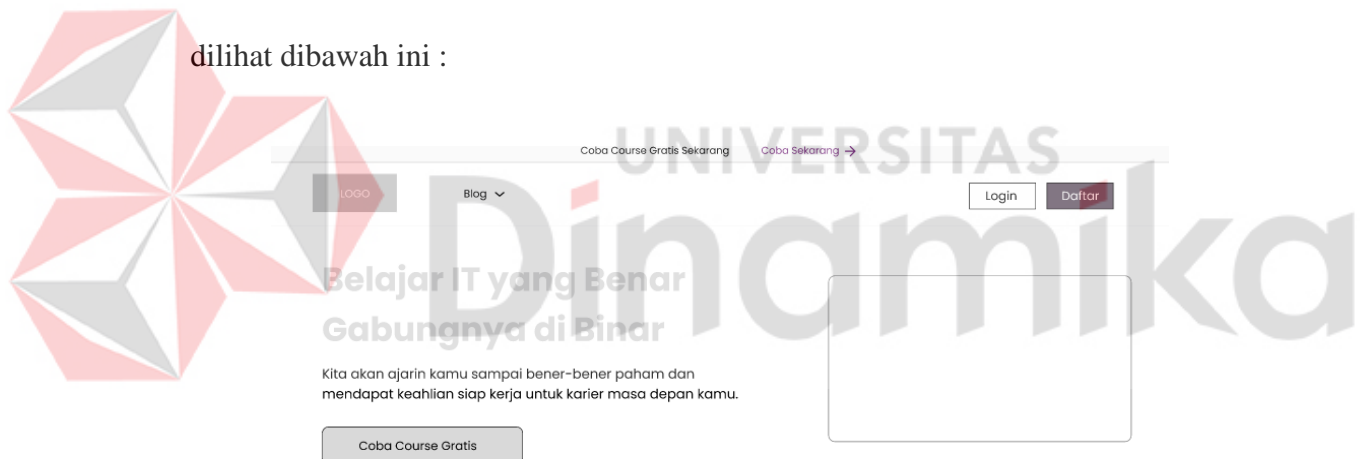 dilihat dibawah ini :
UNIVERSITAS
Dinamika
Coba Course Gratis Sekarang Coba Sekarang →
LOGO Blog Login Daftar
Belajar IT yang Benar
Gabungnya di Binar
Kita akan ajarin kamu sampai bener-bener paham dan
mendapat keahlian siap kerja untuk karier masa depan kamu.
Coba Course Gratis